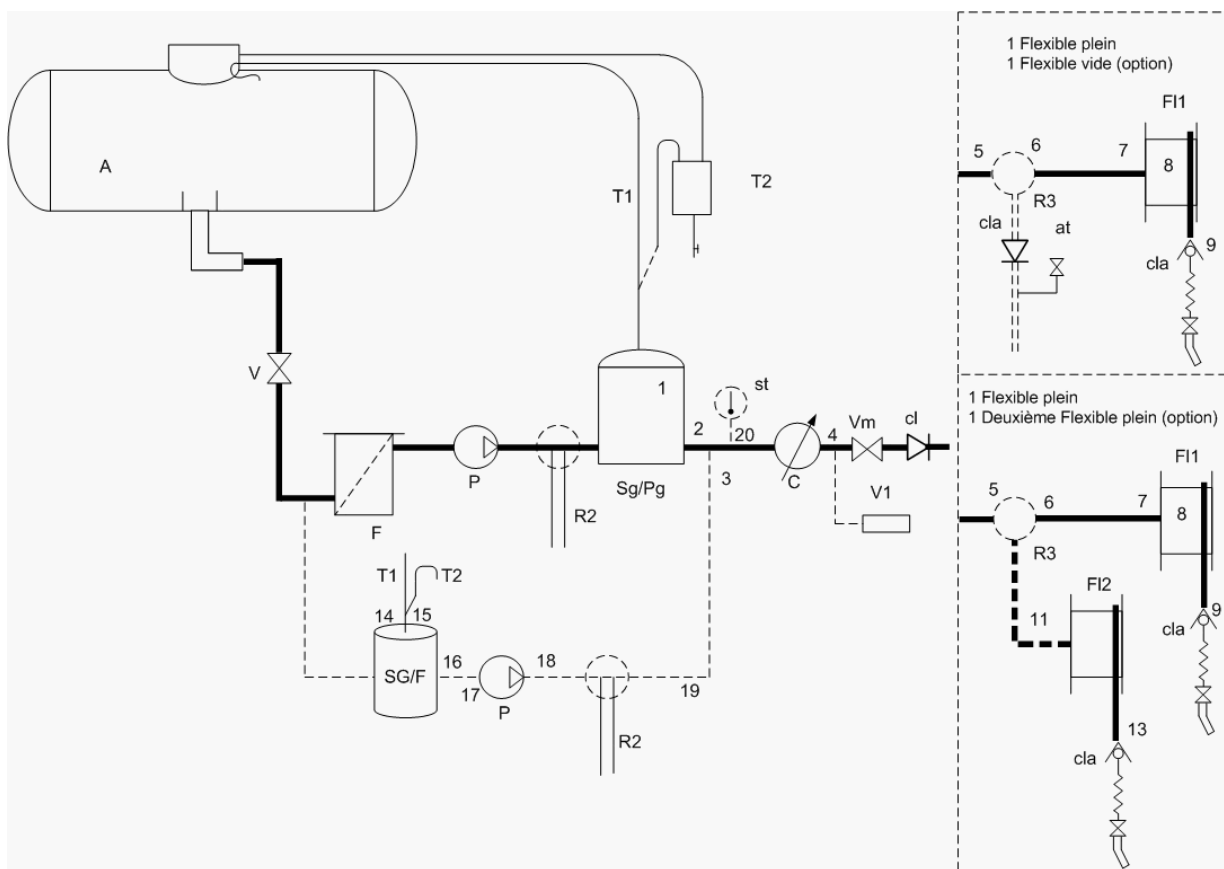 A
T1
T2
V
F
P
R2
1
Sg/Pg
2
3
st
20
C
4
Vm
cl
V1
T1
T2
14
15
SG/F
16
17
P
18
R2
19
1 Flexible plein
1 Flexible vide (option)
Fl1
5
6
7
8
R3
cla
at
9
cla
1 Flexible plein
1 Deuxième Flexible plein (option)
Fl1
5
6
7
8
R3
Fl2
11
9
cla
13
cla